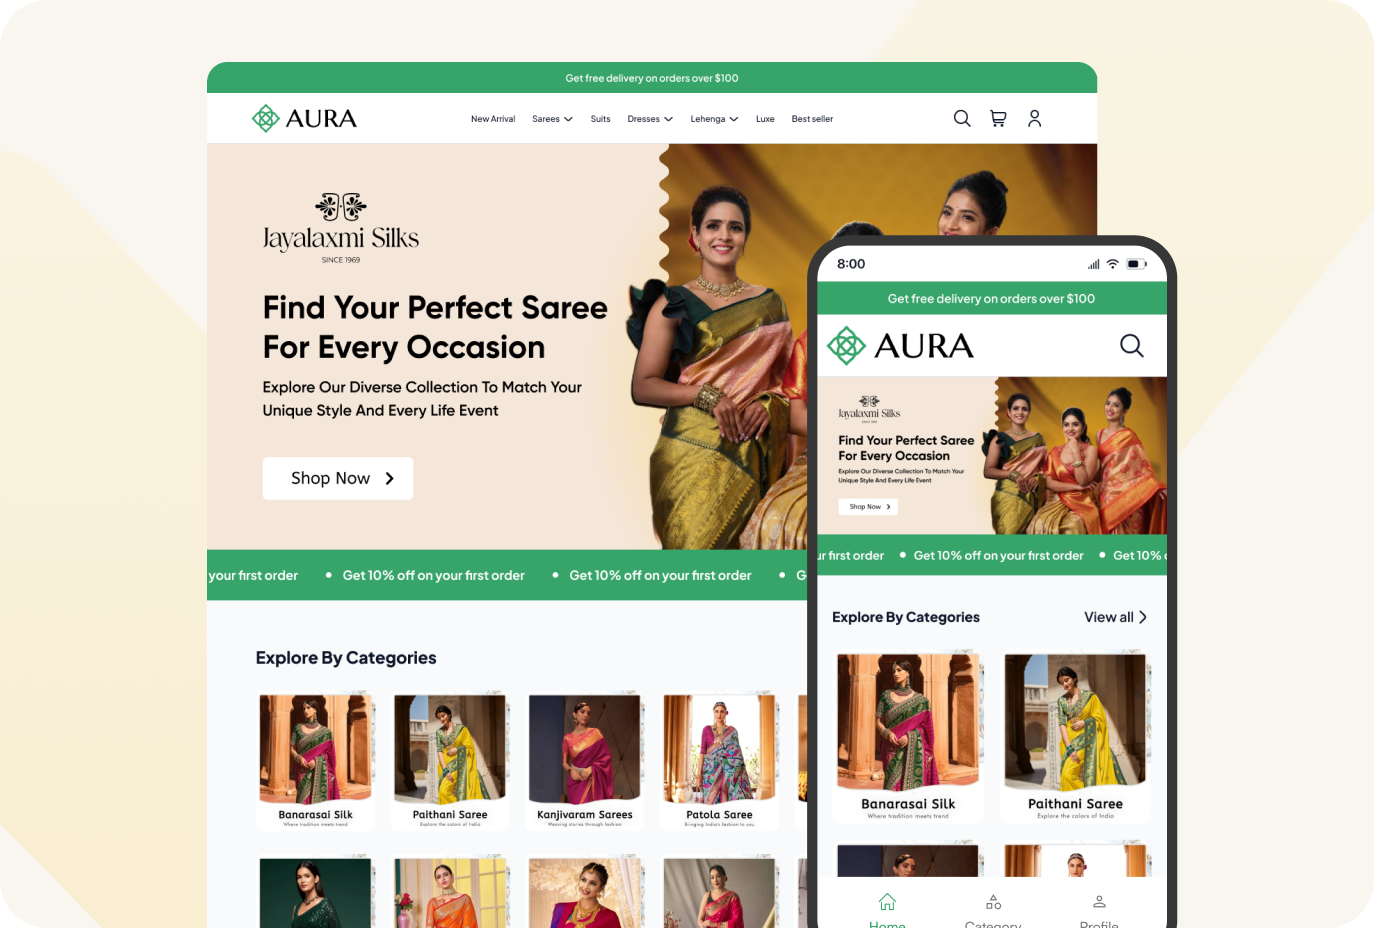 Get free delivery on orders over $100
AURA
New Arrival Sarees Suits Dresses Lehenga Luxe Best seller
Jayalaxmi Silks
SINCE 1969
Find Your Perfect Saree
For Every Occasion
Explore Our Diverse Collection To Match Your
Unique Style And Every Life Event
Shop Now
your first order • Get 10% off on your first order • Get 10% off on your first order • G
Explore By Categories
Banarasai Silk
Where tradition meets trend
Paithani Saree
Explore the colors of India
Kanjivaram Sarees
Weaving stories through fashion
Patola Saree
Bringing India's fashion to you
8:00
Get free delivery on orders over $100
AURA
Jayalaxmi Silks
SINCE 1969
Find Your Perfect Saree
For Every Occasion
Explore Our Diverse Collection To Match Your
Unique Style And Every Life Event
Shop Now
ur first order • Get 10% off on your first order • Get 10%
Explore By Categories View all
Banarasai Silk
Where tradition meets trend
Paithani Saree
Explore the colors of India
Home Category Profile